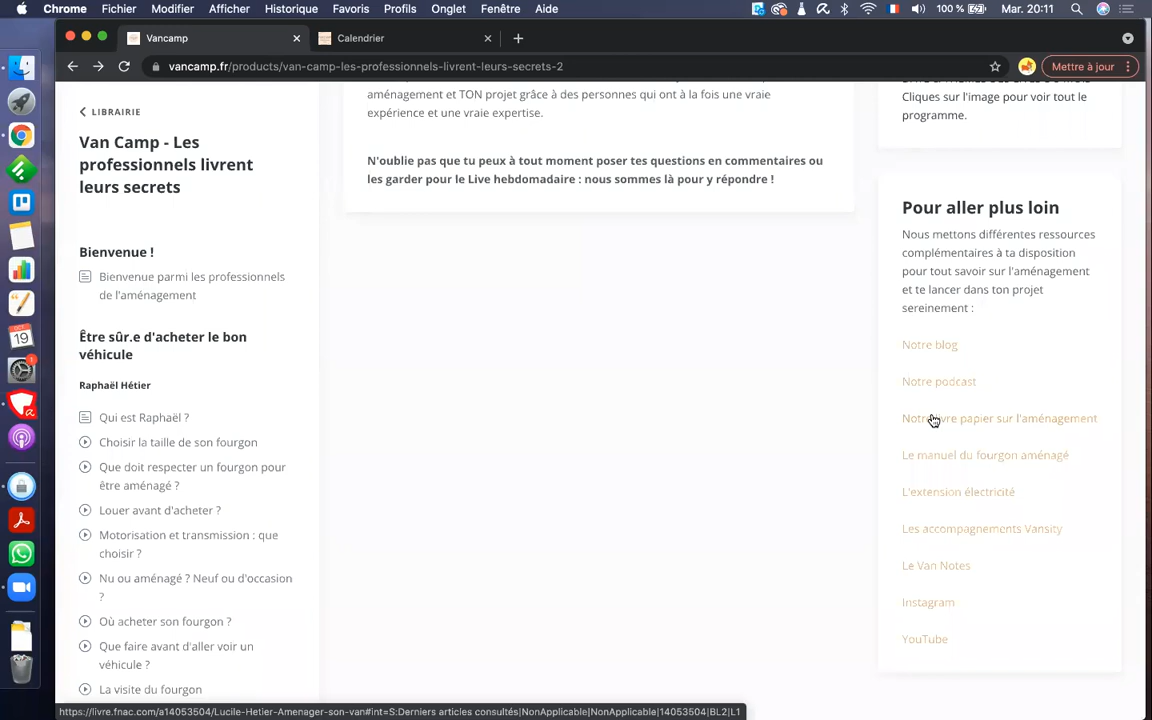 Chrome Fichier Modifier Afficher Historique Favoris Profils Onglet Fenêtre Aide 100 % Mar. 20:11
Vancamp
Calendrier
vancamp.fr/products/van-camp-les-professionnels-livrent-leurs-secrets-2
Mettre à jour
LIBRAIRIE
Van Camp - Les
professionnels livrent
leurs secrets
Bienvenue !
Bienvenue parmi les professionnels
de l'aménagement
Être sûr.e d'acheter le bon
véhicule
Raphaël Hétier
Qui est Raphaël ?
Choisir la taille de son fourgon
Que doit respecter un fourgon pour
être aménagé ?
Louer avant d'acheter ?
Motorisation et transmission : que
choisir ?
Nu ou aménagé ? Neuf ou d'occasion
?
Où acheter son fourgon ?
Que faire avant d'aller voir un
véhicule ?
La visite du fourgon
aménagement et TON projet grâce à des personnes qui ont à la fois une vraie
expérience et une vraie expertise.
N'oublie pas que tu peux à tout moment poser tes questions en commentaires ou
les garder pour le Live hebdomadaire : nous sommes là pour y répondre !
Cliques sur l'image pour voir tout le
programme.
Pour aller plus loin
Nous mettons différentes ressources
complémentaires à ta disposition
pour tout savoir sur l'aménagement
et te lancer dans ton projet
sereinement :
Notre blog
Notre podcast
Notre livre papier sur l'aménagement
Le manuel du fourgon aménagé
L'extension électricité
Les accompagnements Vansity
Le Van Notes
Instagram
YouTube
19
1
https://livre.fnac.com/a14053504/Lucile-Hetier-Amenager-son-van#int=S:Derniers articles consultés|NonApplicable|NonApplicable|14053504|BL2|L1